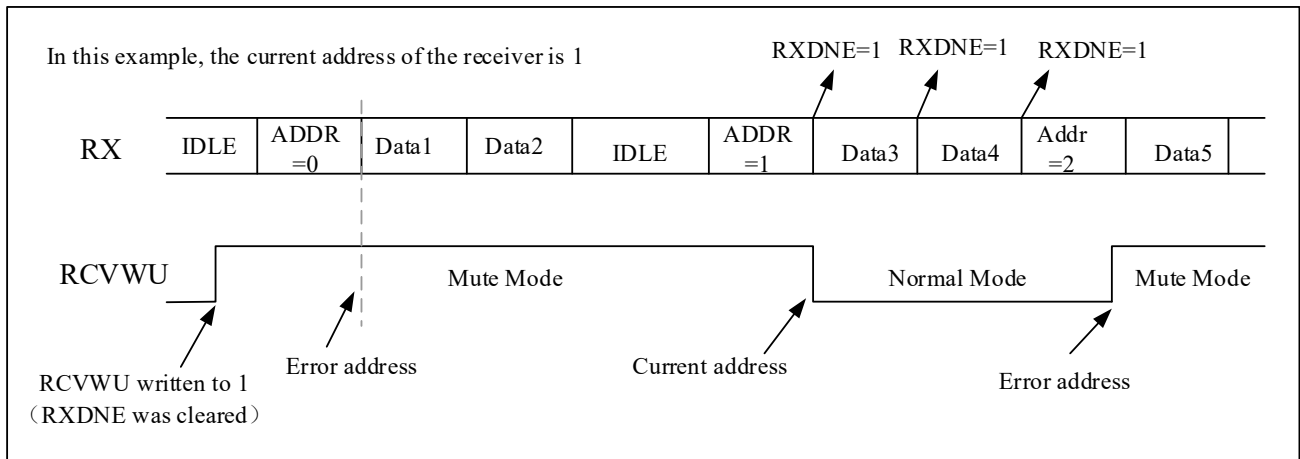 In this example, the current address of the receiver is 1
RXDNE=1 RXDNE=1 RXDNE=1
RX IDLE ADDR =0 Data1 Data2 IDLE ADDR =1 Data3 Data4 Addr =2 Data5
RCVWU Mute Mode Normal Mode Mute Mode
Error address Current address Error address
RCVWU written to 1
（RXDNE was cleared）